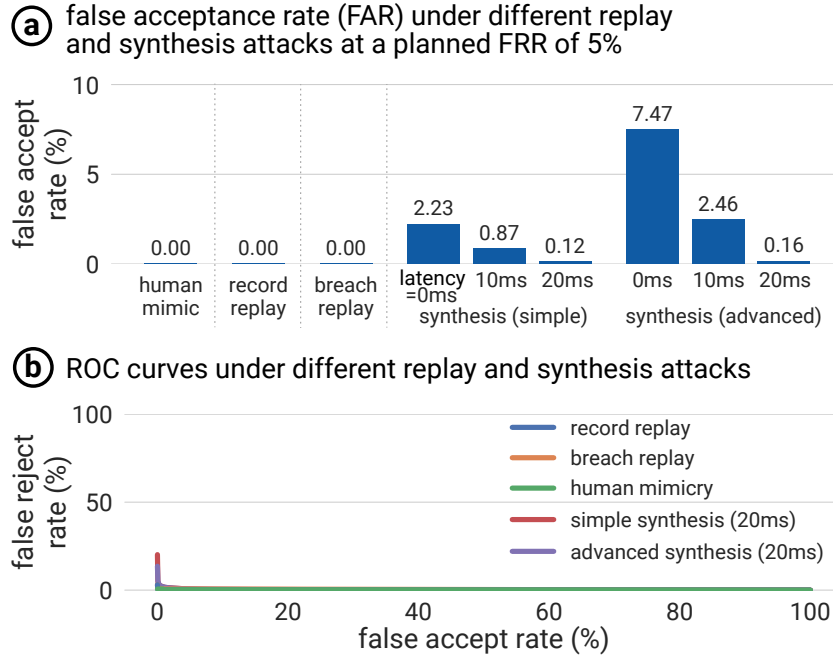 a false acceptance rate (FAR) under different replay
and synthesis attacks at a planned FRR of 5%
false accept
rate (%)
10
5
0
0.00
0.00
0.00
2.23
0.87
0.12
7.47
2.46
0.16
human
mimic
record
replay
breach
replay
latency
=0ms
10ms
20ms
synthesis (simple)
0ms
10ms
20ms
synthesis (advanced)
b ROC curves under different replay and synthesis attacks
false reject
rate (%)
100
50
0
record replay
breach replay
human mimicry
simple synthesis (20ms)
advanced synthesis (20ms)
0 20 40 60 80 100
false accept rate (%)